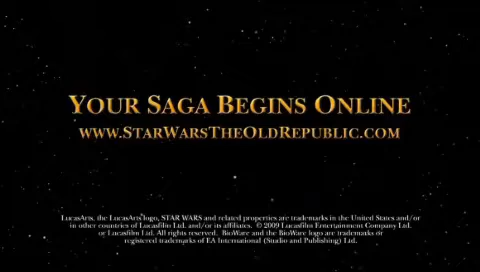 YOUR SAGA BEGINS ONLINE
WWW.STARWARSTHEOLDREPUBLIC.COM
LucasArts, the LucasArts logo, STAR WARS and related properties are trademarks in the United States and/or
in other countries of Lucasfilm Ltd. and/or its affiliates. © 2009 Lucasfilm Entertainment Company Ltd.
or Lucasfilm Ltd. All rights reserved. BioWare and the BioWare logo are trademarks or
registered trademarks of EA International (Studio and Publishing) Ltd.